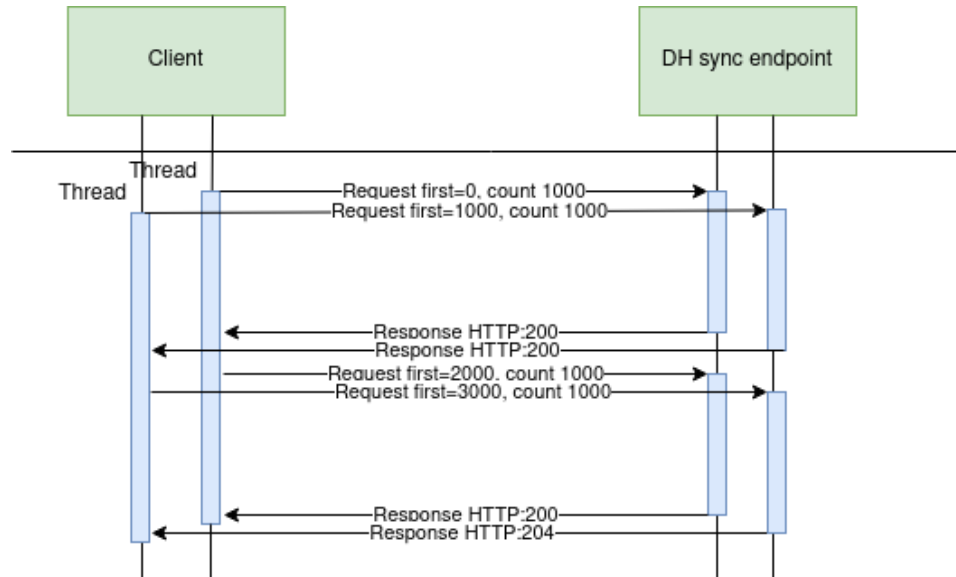 Client
DH sync endpoint
Thread
Thread
Request first=0, count 1000
Request first=1000, count 1000
Response HTTP:200
Response HTTP:200
Request first=2000, count 1000
Request first=3000, count 1000
Response HTTP:200
Response HTTP:204